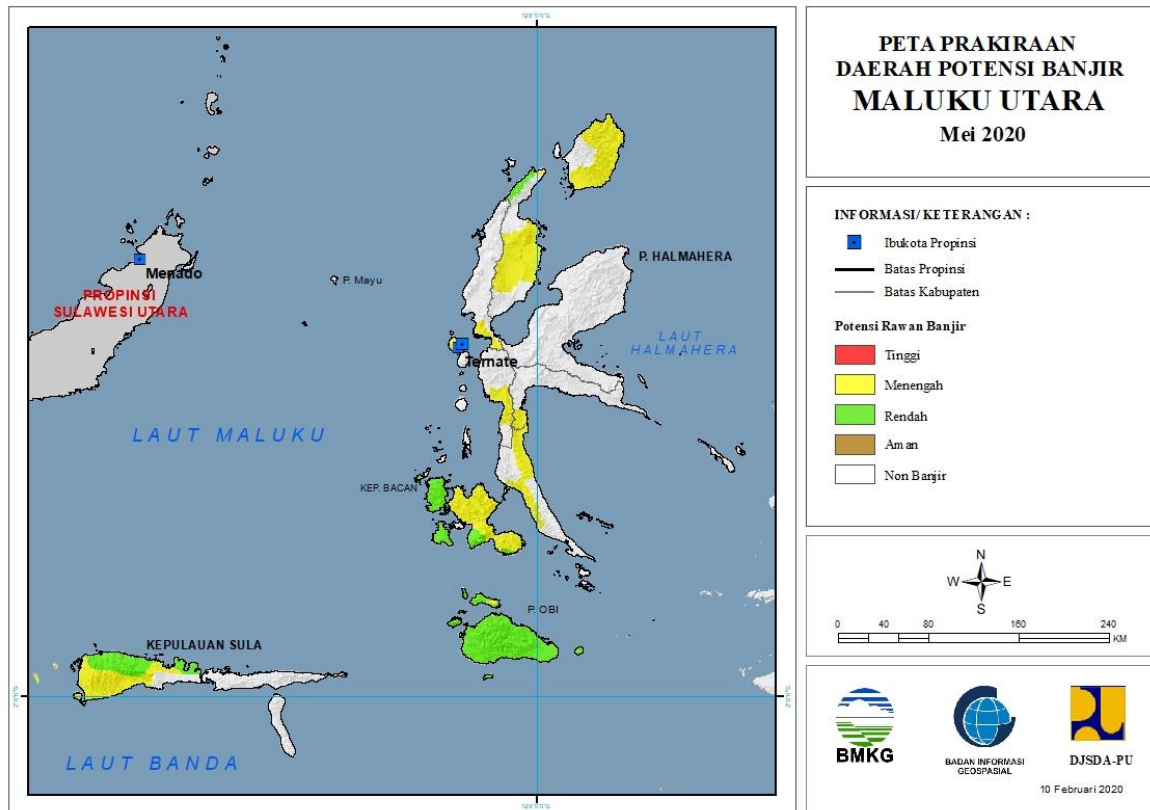 128°0'0"E
PETA PRAKIRAAN
DAERAH POTENSI BANJIR
MALUKU UTARA
Mei 2020
INFORMASI/ KETERANGAN :
Ibukota Propinsi
Batas Propinsi
Batas Kabupaten
Potensi Rawan Banjir
Tinggi
Menengah
Rendah
Aman
Non Banjir
Menado
PROPINSI
SULAWESI UTARA
P. Mayu
P. HALMAHERA
LAUT
HALMAHERA
Ternate
LAUT MALUKU
KEP. BACAN
P. OBI
KEPULAUAN SULA
LAUT BANDA
N
W E
S
0 40 80 160 240
KM
BMKG
BADAN INFORMASI
GEOSPASIAL
DJSDA-PU
10 Februari 2020